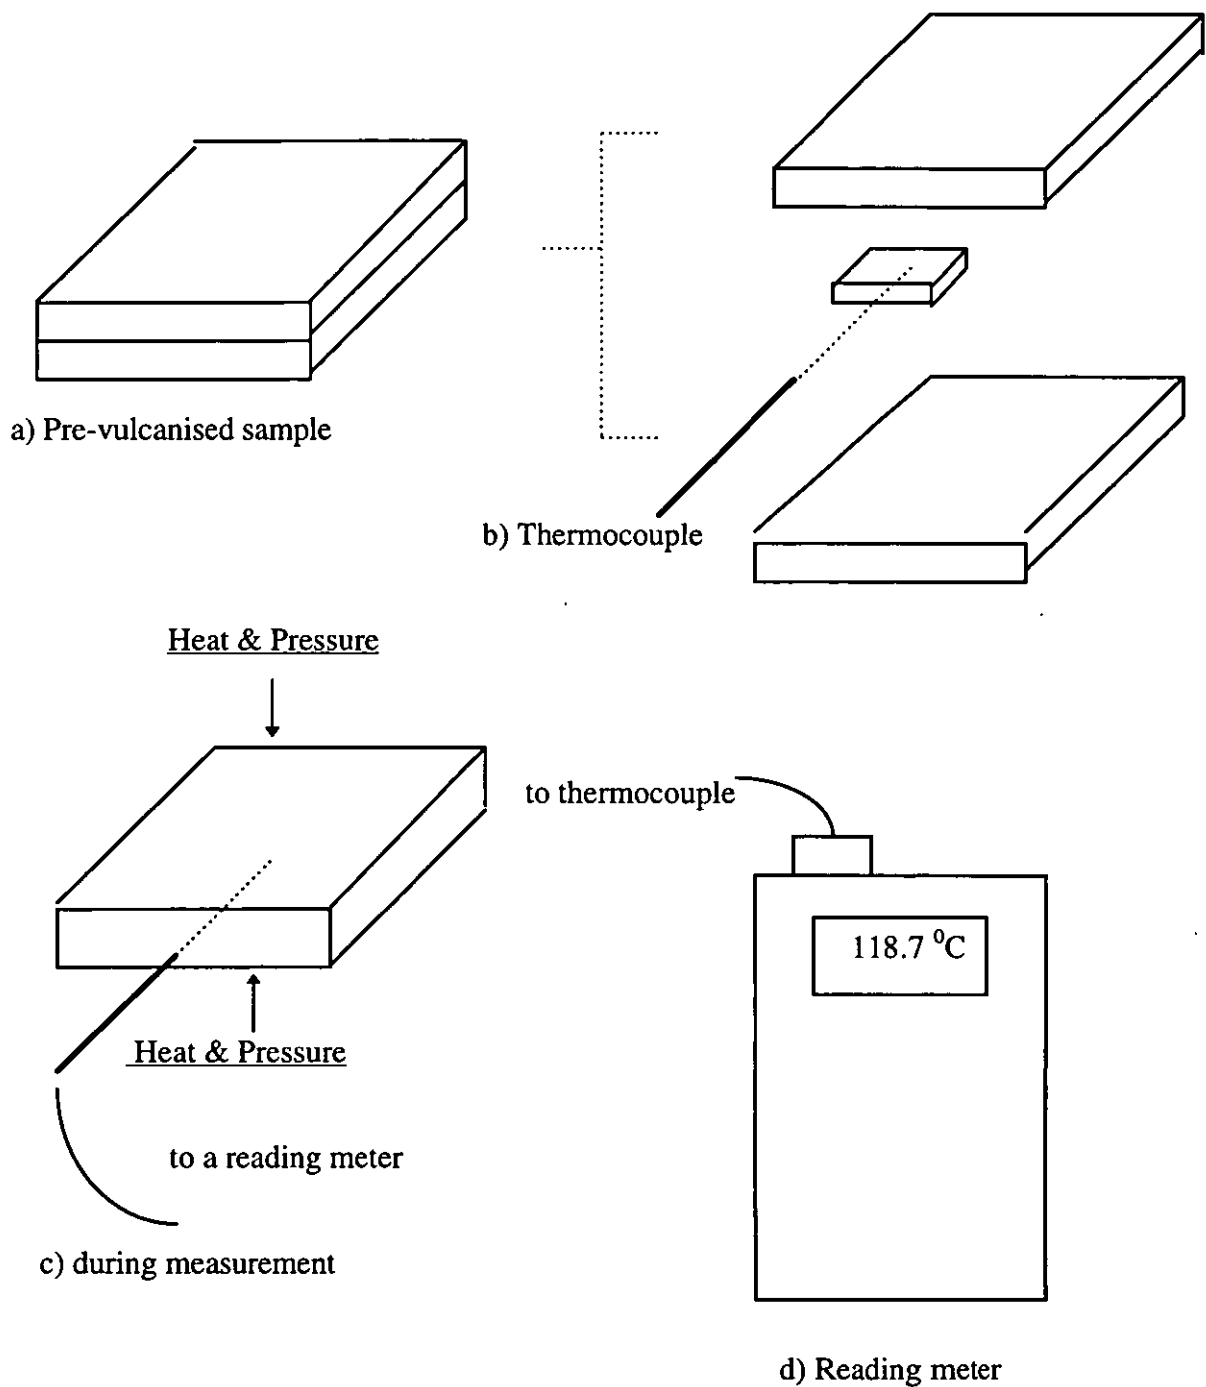 a) Pre-vulcanised sample
b) Thermocouple
Heat & Pressure
to thermocouple
118.7 ⁰C
Heat & Pressure
to a reading meter
c) during measurement
d) Reading meter